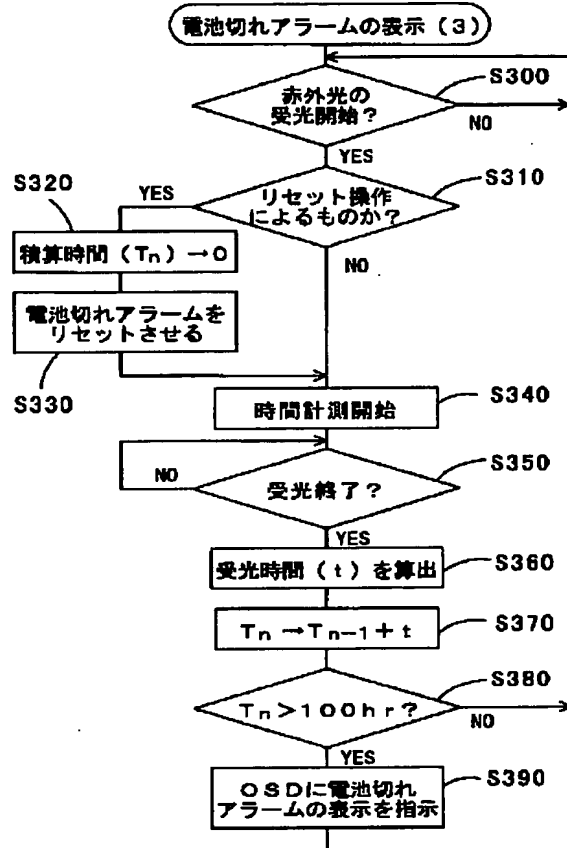 電池切れアラームの表示(3)
S300
赤外光の
受光開始?
NO
YES
S310
リセット操作
によるものか?
YES
NO
S320
積算時間(Tn)→0
電池切れアラームを
リセットさせる
S330
時間計測開始
S340
受光終了?
S350
NO
YES
受光時間(t)を算出
S360
Tn→Tn−1+t
S370
Tn>100hr?
S380
NO
YES
OSDに電池切れ
アラームの表示を指示
S390